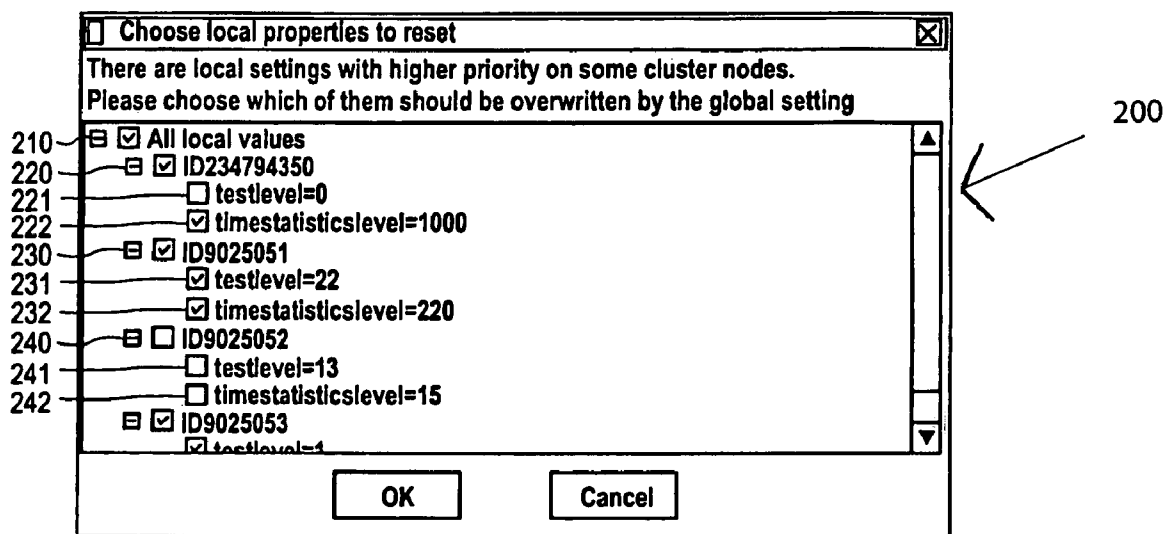 Choose local properties to reset
There are local settings with higher priority on some cluster nodes.
Please choose which of them should be overwritten by the global setting
200
210 All local values
220 ID234794350
221 testlevel=0
222 timestatisticslevel=1000
230 ID9025051
231 testlevel=22
232 timestatisticslevel=220
240 ID9025052
241 testlevel=13
242 timestatisticslevel=15
ID9025053
testlevel=1
OK Cancel